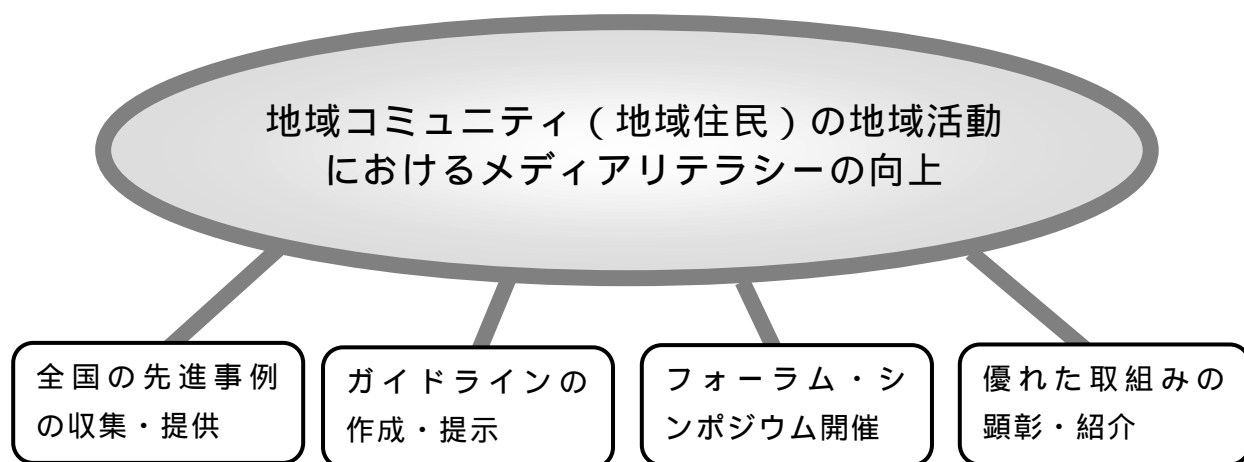 地域コミュニティ（地域住民）の地域活動
におけるメディアリテラシーの向上
全国の先進事例
の収集・提供
ガイドラインの
作成・提示
フォーラム・シ
ンポジウム開催
優れた取組みの
顕彰・紹介